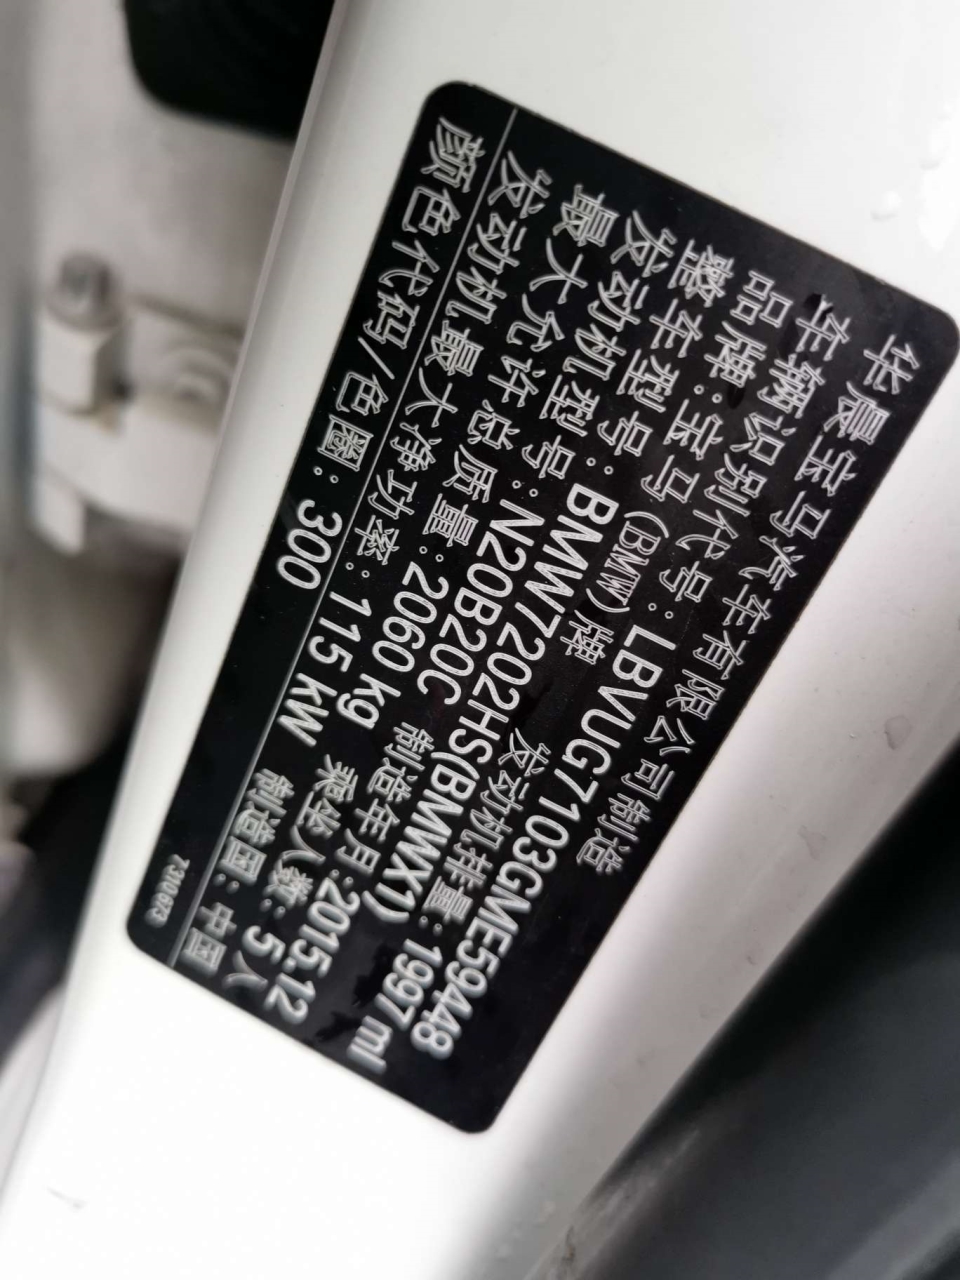 华晨宝马汽车有限公司制造
车辆识别代号：LBVUG7103GME59448
品牌：宝马（BMW）牌
整车型号：BMW7202HS(BMWX1)
发动机型号：N20B20C 发动机排量：1997 ml
最大允许总质量：2060 kg 制造年月：2015.12
发动机最大净功率：115 kW 乘坐人数：5人
颜色代码/色圈：300 制造国：中国
7310673